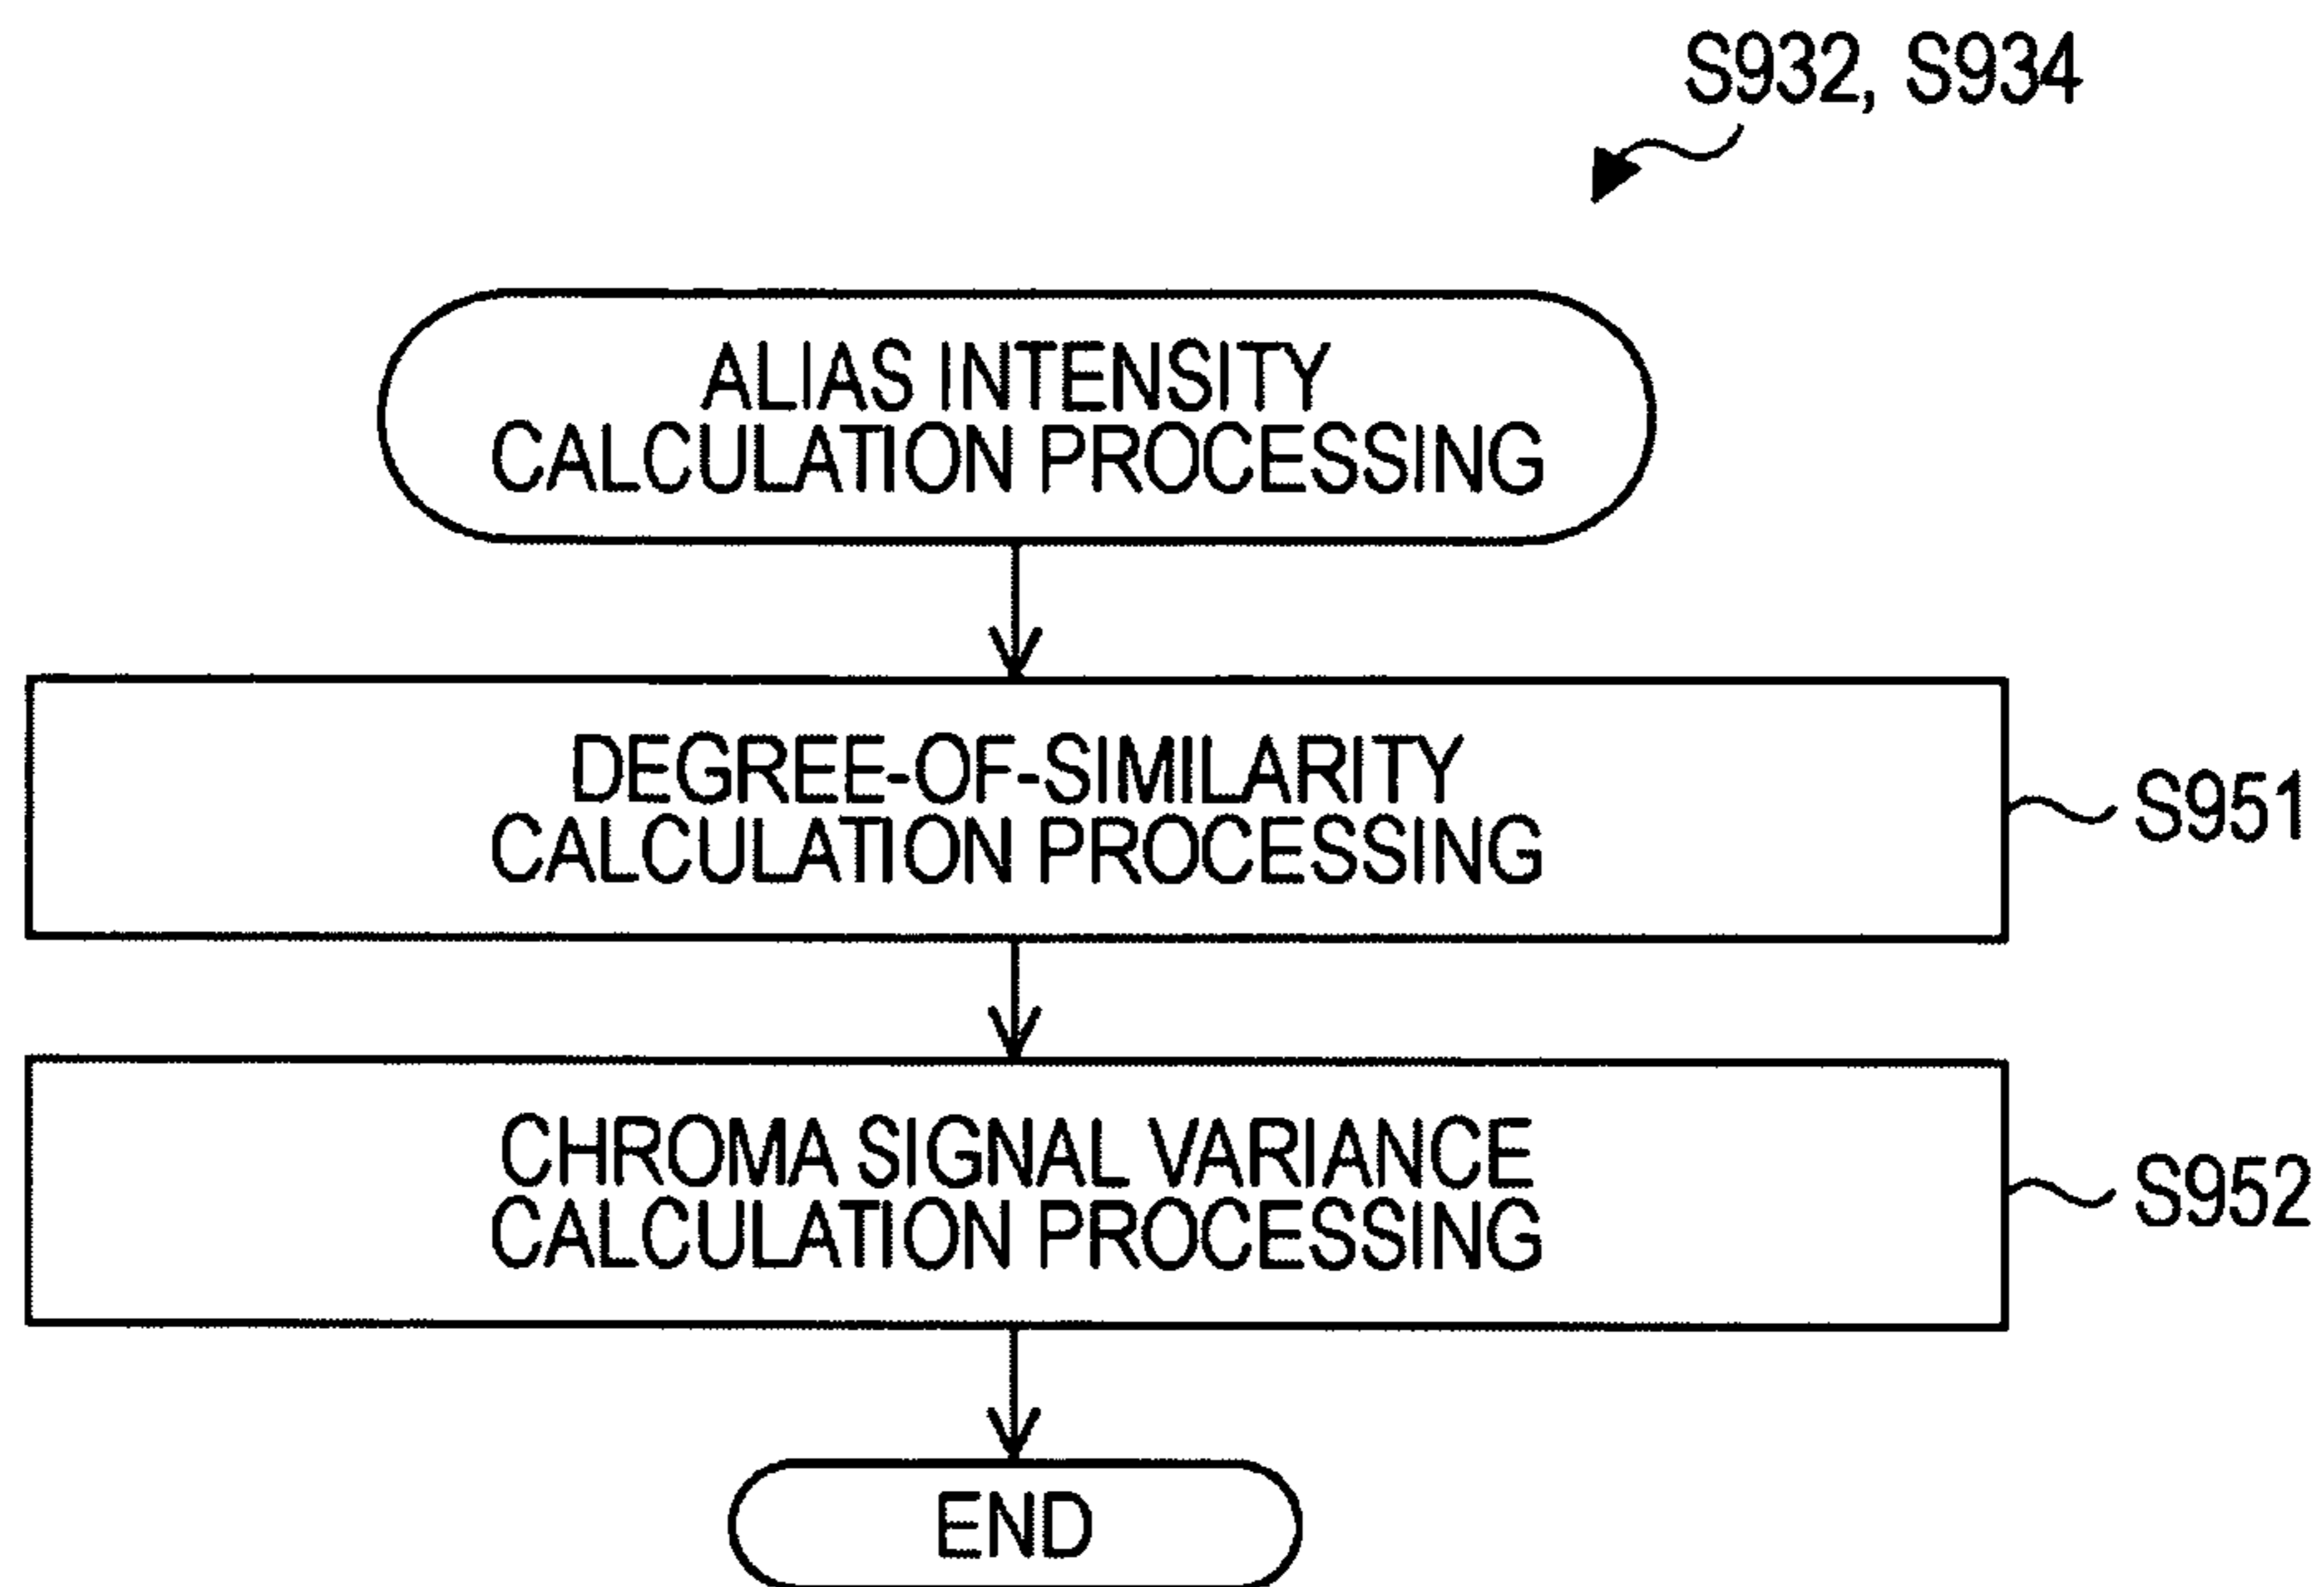 S932, S934
ALIAS INTENSITY
CALCULATION PROCESSING
DEGREE-OF-SIMILARITY
CALCULATION PROCESSING
S951
CHROMA SIGNAL VARIANCE
CALCULATION PROCESSING
S952
END